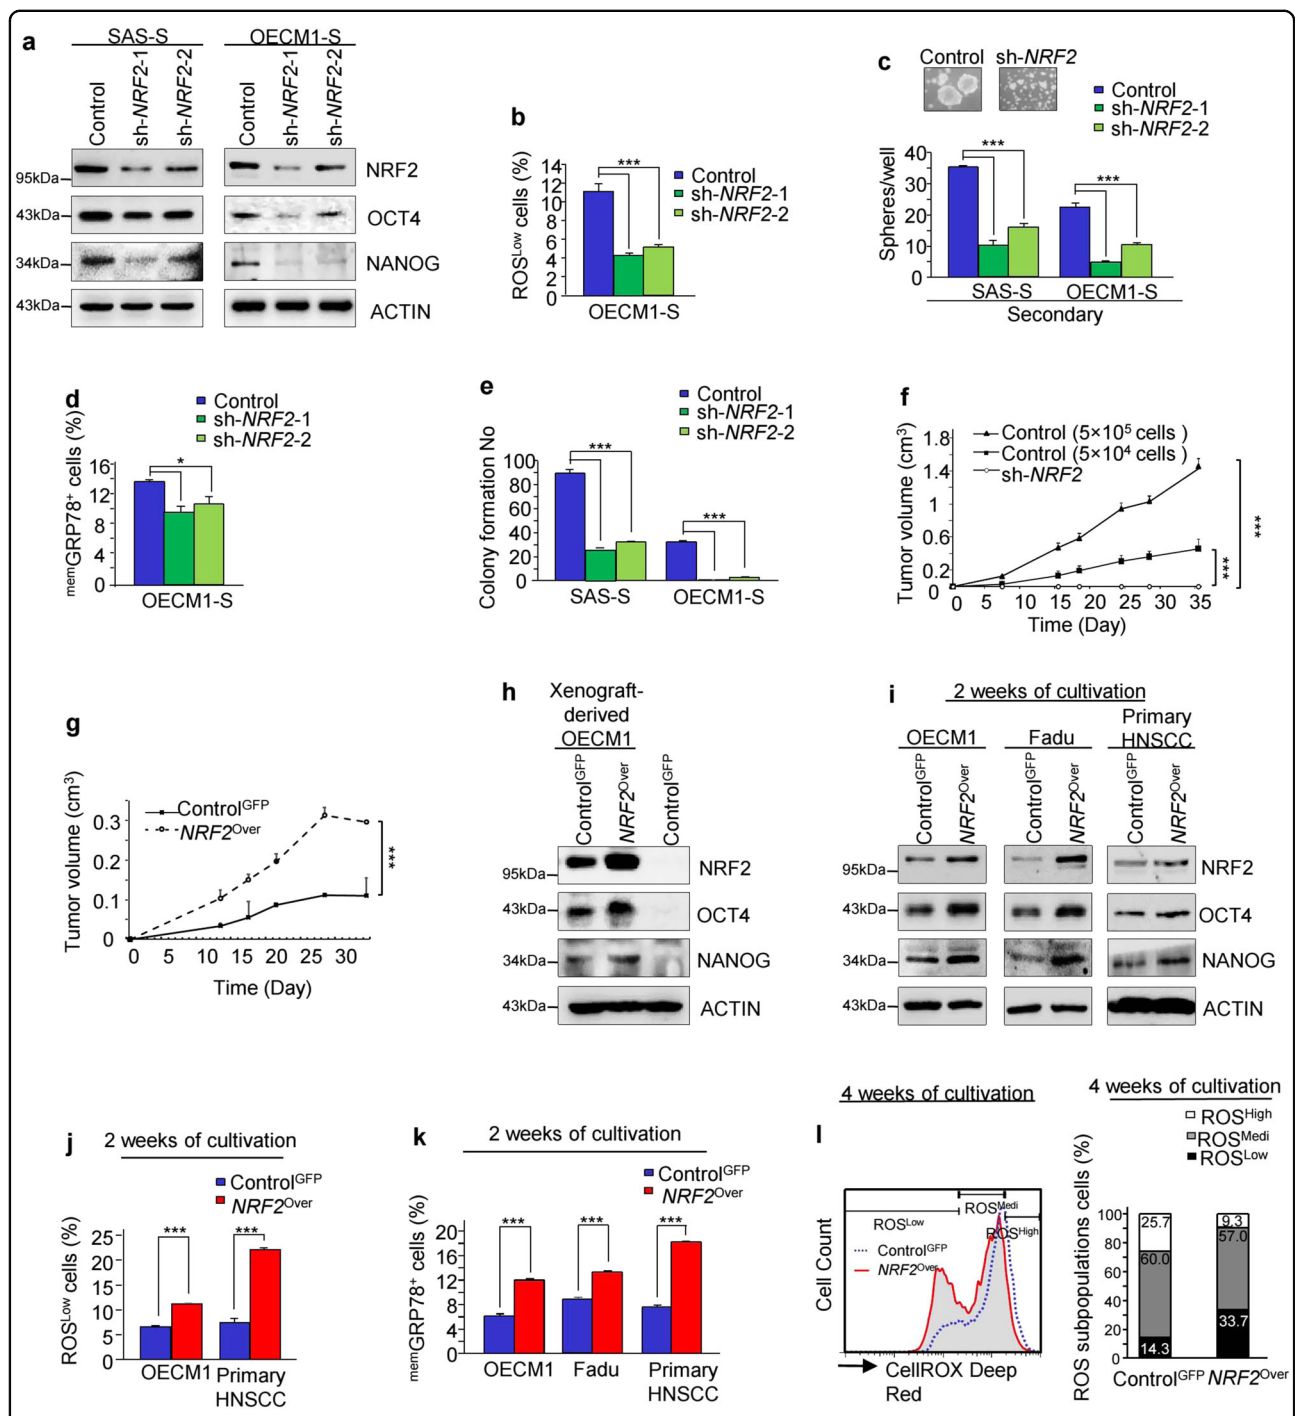 a
SAS-S
OECM1-S
Control
sh-NRF2-1
sh-NRF2-2
Control
sh-NRF2-1
sh-NRF2-2
95kDa
NRF2
43kDa
OCT4
34kDa
NANOG
43kDa
ACTIN
b
ROSLow cells (%)
14
12
10
8
6
4
2
0
***
Control
sh-NRF2-1
sh-NRF2-2
OECM1-S
c
Control sh-NRF2
Control
sh-NRF2-1
sh-NRF2-2
Spheres/well
40
30
20
10
0
***
***
SAS-S OECM1-S
Secondary
d
Control
sh-NRF2-1
sh-NRF2-2
memGRP78+ cells (%)
16
12
8
4
0
*
OECM1-S
e
Control
sh-NRF2-1
sh-NRF2-2
Colony formation No
100
80
60
40
20
0
***
***
SAS-S OECM1-S
f
Tumor volume (cm3)
1.8
1.4
1
0.6
0.2
0
Control (5×105 cells )
Control (5×104 cells )
sh-NRF2
***
***
0 5 10 15 20 25 30 35
Time (Day)
g
Tumor volume (cm3)
0.3
0.2
0.1
0
ControlGFP
NRF2Over
***
0 5 10 15 20 25 30
Time (Day)
h
Xenograft-
derived
OECM1
ControlGFP
NRF2Over
ControlGFP
95kDa
NRF2
43kDa
OCT4
34kDa
NANOG
43kDa
ACTIN
i
2 weeks of cultivation
OECM1
Fadu
Primary
HNSCC
ControlGFP
NRF2Over
ControlGFP
NRF2Over
ControlGFP
NRF2Over
95kDa
NRF2
43kDa
OCT4
34kDa
NANOG
43kDa
ACTIN
j
2 weeks of cultivation
ControlGFP
NRF2Over
ROSLow cells (%)
25
20
15
10
5
0
***
***
OECM1 Primary
HNSCC
k
2 weeks of cultivation
ControlGFP
NRF2Over
memGRP78+ cells (%)
20
16
12
8
4
0
***
***
***
OECM1 Fadu Primary
HNSCC
l
4 weeks of cultivation
Cell Count
ROSLow
ROSMedi
ROSHigh
ControlGFP
NRF2Over
CellROX Deep
Red
4 weeks of cultivation
ROSHigh
ROSMedi
ROSLow
ROS subpopulations cells (%)
100
80
60
40
20
0
25.7
60.0
14.3
9.3
57.0
33.7
ControlGFP NRF2Over